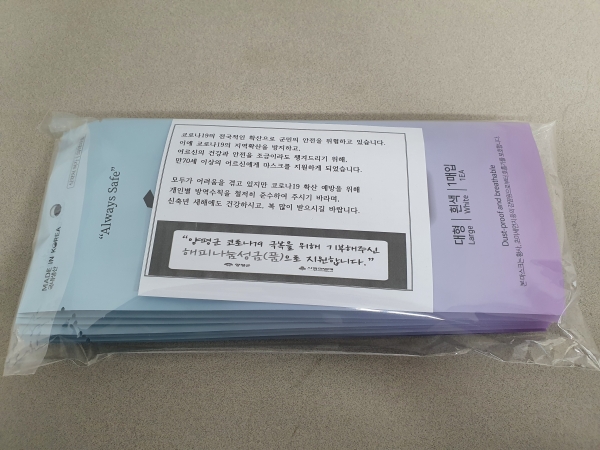 코로나19의 전국적인 확산으로 군민의 안전을 위협하고 있습니다.
이에 코로나19의 지역확산을 방지하고,
어르신의 건강과 안전을 조금이라도 챙겨드리기 위해,
만70세 이상의 어르신에게 마스크를 지원하게 되었습니다.
모두가 어려움을 겪고 있지만 코로나19 확산 예방를 위해
개인별 방역수칙을 철저히 준수하여 주시기 바라며,
신축년 새해에도 건강하시고, 복 많이 받으시길 바랍니다.
"양평군 코로나19 극복을 위해 기부해주신
해피나눔성금(품)으로 지원합니다."
양평군
"Always Safe"
MADE IN KOREA
국내생산
대형 | 흰색 | 1매입
Large | White | 1 EA
Dust-proof and breathable